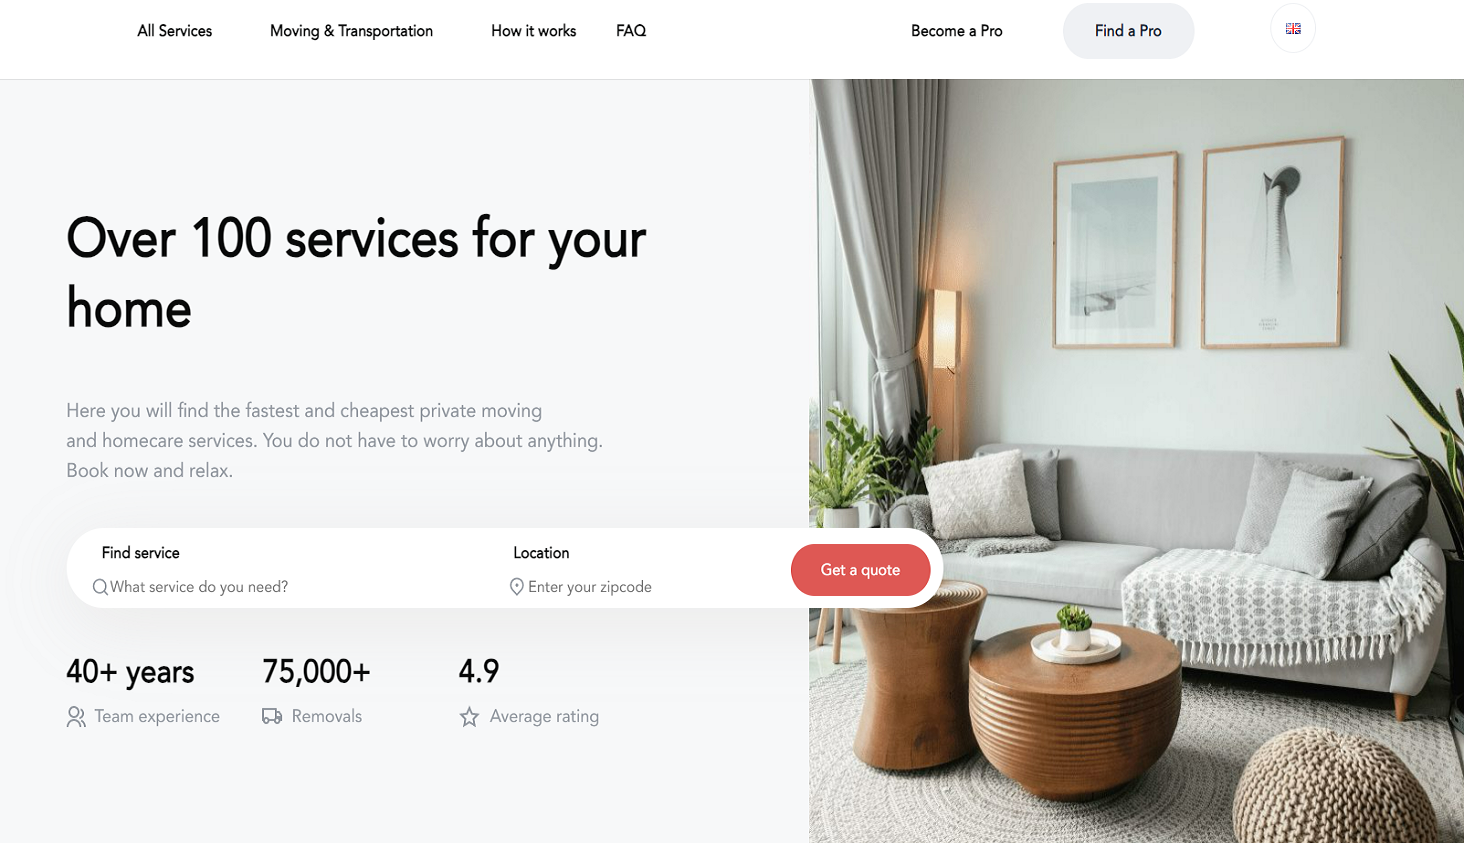 All Services
Moving & Transportation
How it works
FAQ
Become a Pro
Find a Pro
Over 100 services for your
home
Here you will find the fastest and cheapest private moving
and homecare services. You do not have to worry about anything.
Book now and relax.
Find service
What service do you need?
Location
Enter your zipcode
Get a quote
40+ years
Team experience
75,000+
Removals
4.9
Average rating